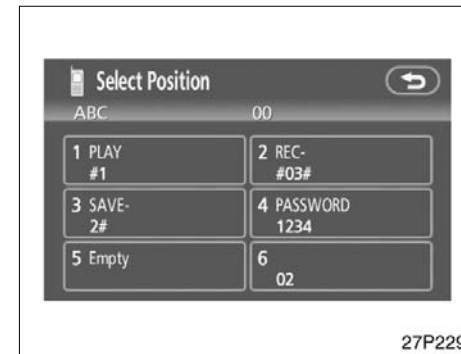 Select Position
ABC 00
1 PLAY
#1
2 REC-
#03#
3 SAVE-
2#
4 PASSWORD
1234
5 Empty
6
02
27P229